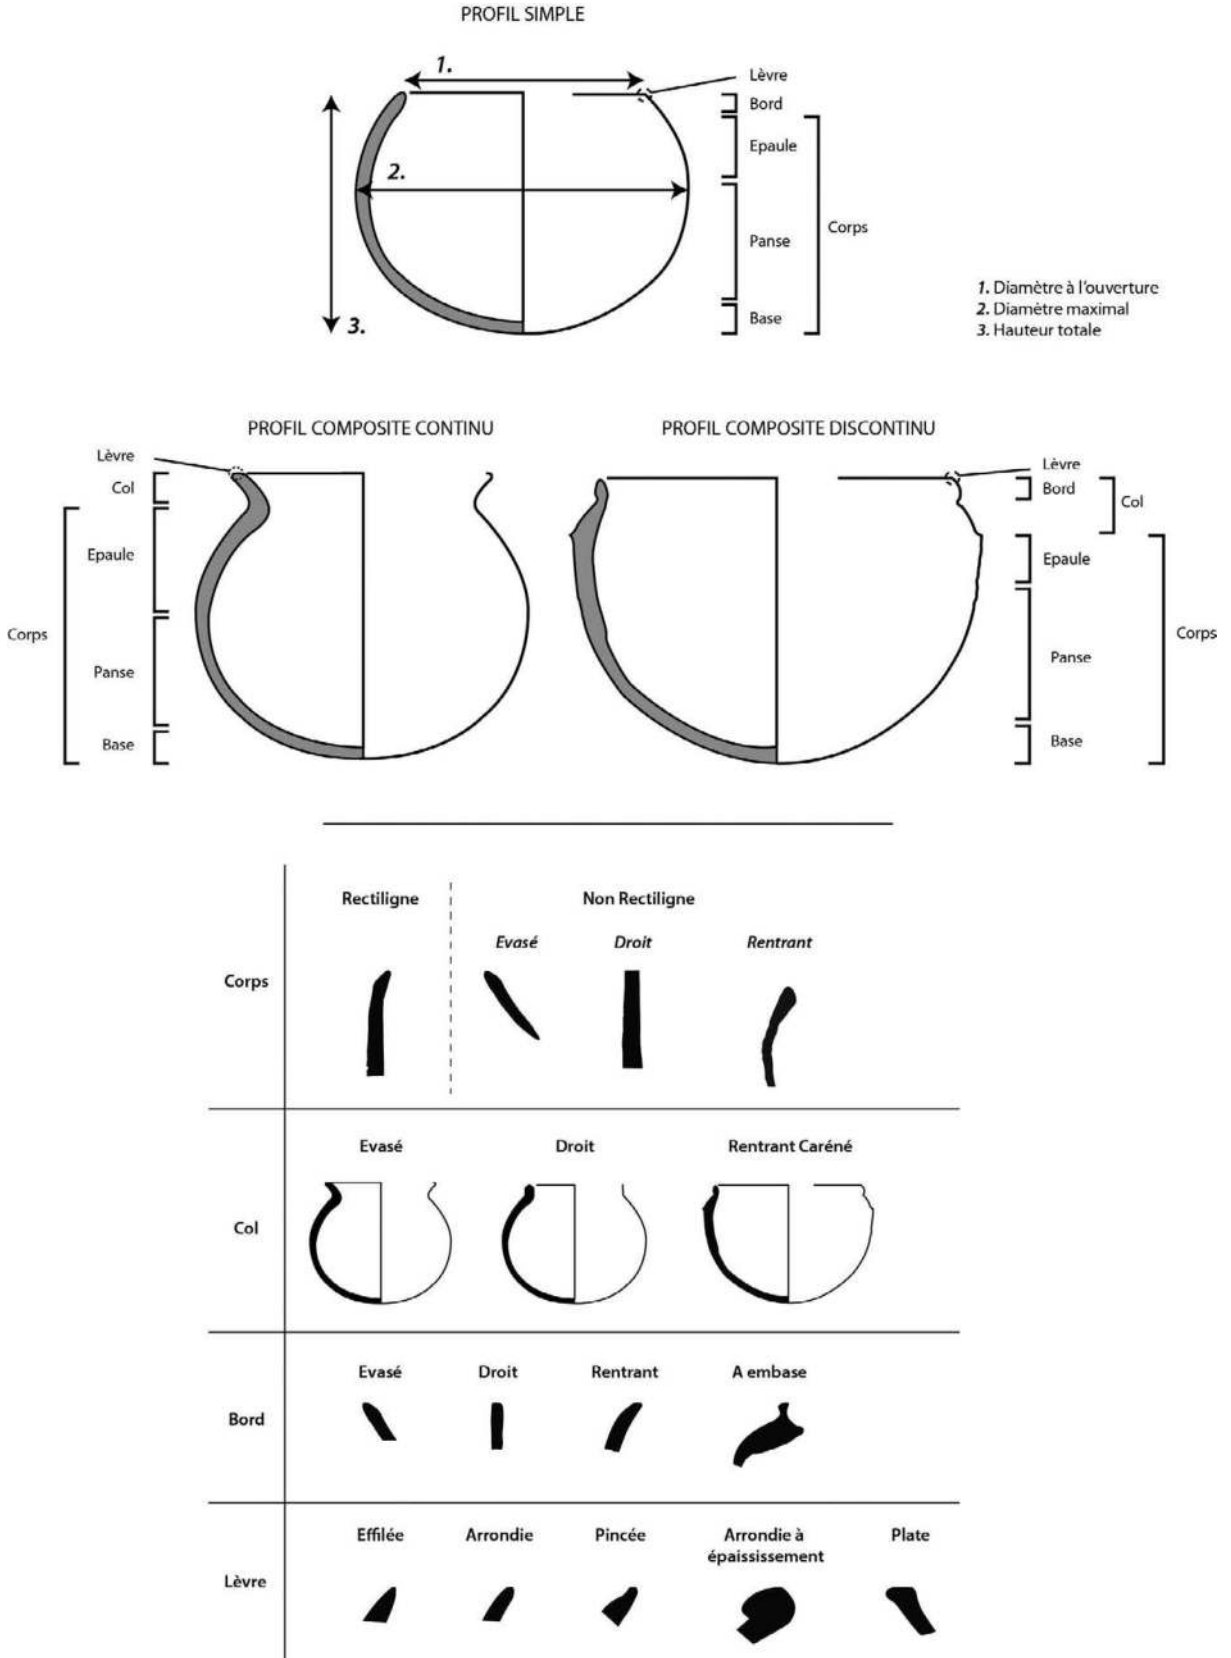 PROFIL SIMPLE
1.
Lèvre
Bord
Epaule
2.
Panse
Corps
Base
3.
1. Diamètre à l'ouverture
2. Diamètre maximal
3. Hauteur totale
PROFIL COMPOSITE CONTINU
Lèvre
Col
Epaule
Corps
Panse
Base
PROFIL COMPOSITE DISCONTINU
Lèvre
Bord
Col
Epaule
Corps
Panse
Base
Rectiligne
Non Rectiligne
Evasé
Droit
Rentrant
Corps
Evasé
Droit
Rentrant Caréné
Col
Evasé
Droit
Rentrant
A embase
Bord
Effilée
Arrondie
Pincée
Arrondie à
épaississement
Plate
Lèvre